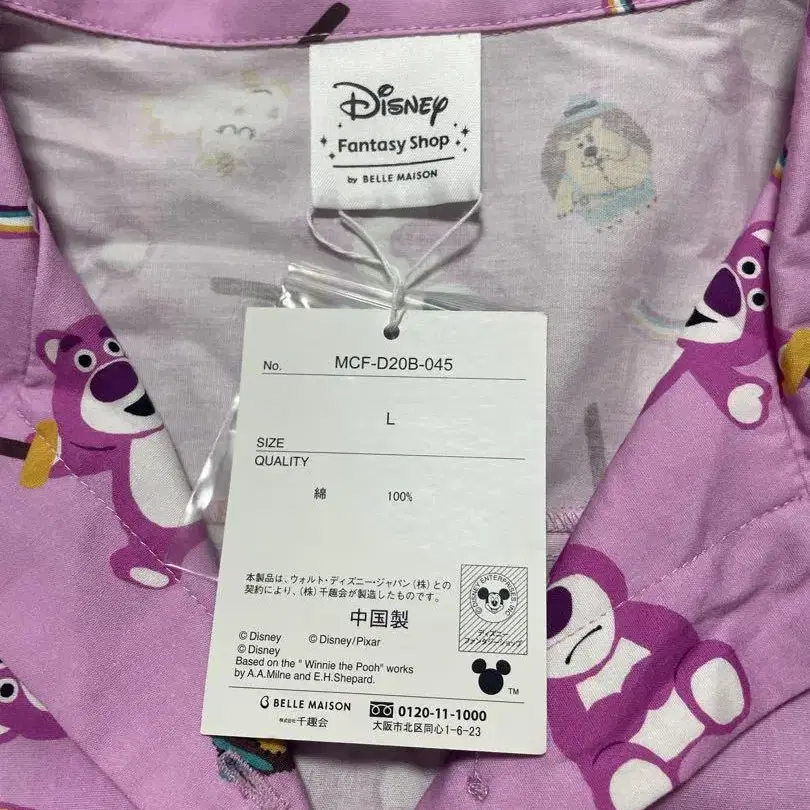 Disney
Fantasy Shop
by BELLE MAISON
No. MCF-D20B-045
L
SIZE
QUALITY
綿 100%
本製品は、ウォルト・ディズニー・ジャパン(株)との
契約により、(株)千趣会が製造したものです。
中国製
© Disney © Disney/Pixar
© Disney
Based on the " Winnie the Pooh" works
by A.A.Milne and E.H.Shepard.
©DISNEY ENTERPRISES, INC
ディズニー
ファンタジーショップ
TM
BELLE MAISON
株式会社千趣会
0120-11-1000
大阪市北区同心1-6-23